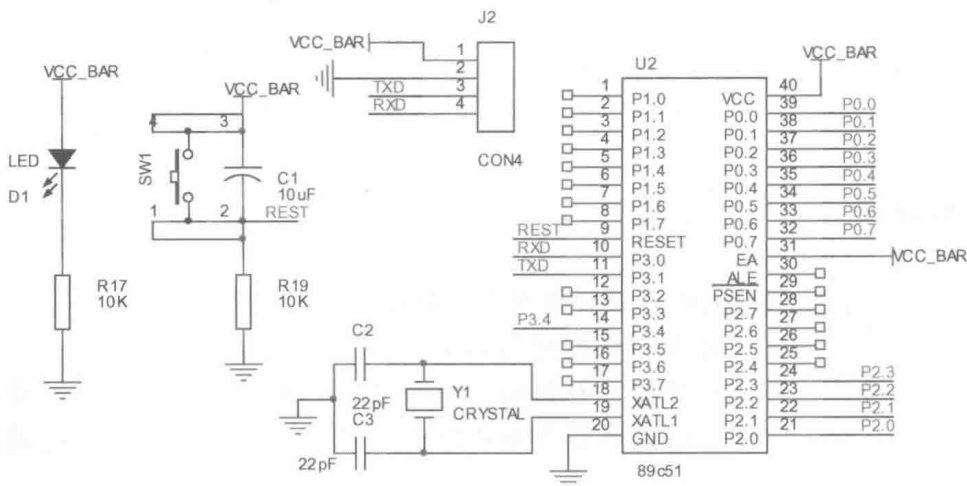 J2
VCC_BAR
1
2
TXD 3
RXD 4
CON4
VCC_BAR
LED
D1
R17
10K
VCC_BAR
4 3
SW1
C1
10uF
1 2 REST
R19
10K
C2
22pF
Y1
CRYSTAL
C3
22pF
U2
VCC_BAR
1 P1.0 VCC 40
2 P1.1 P0.0 39 P0.0
3 P1.2 P0.1 38 P0.1
4 P1.3 P0.2 37 P0.2
5 P1.4 P0.3 36 P0.3
6 P1.5 P0.4 35 P0.4
7 P1.6 P0.5 34 P0.5
8 P1.7 P0.6 33 P0.6
REST 9 RESET P0.7 32 P0.7
RXD 10 P3.0 EA 31 VCC_BAR
TXD 11 P3.1 ALE 30
12 P3.2 PSEN 29
13 P3.3 P2.7 28
P3.4 14 P3.4 P2.6 27
15 P3.5 P2.5 26
16 P3.6 P2.4 25
17 P3.7 P2.3 24 P2.3
18 XATL2 P2.2 23 P2.2
19 XATL1 P2.1 22 P2.1
20 GND P2.0 21 P2.0
89c51